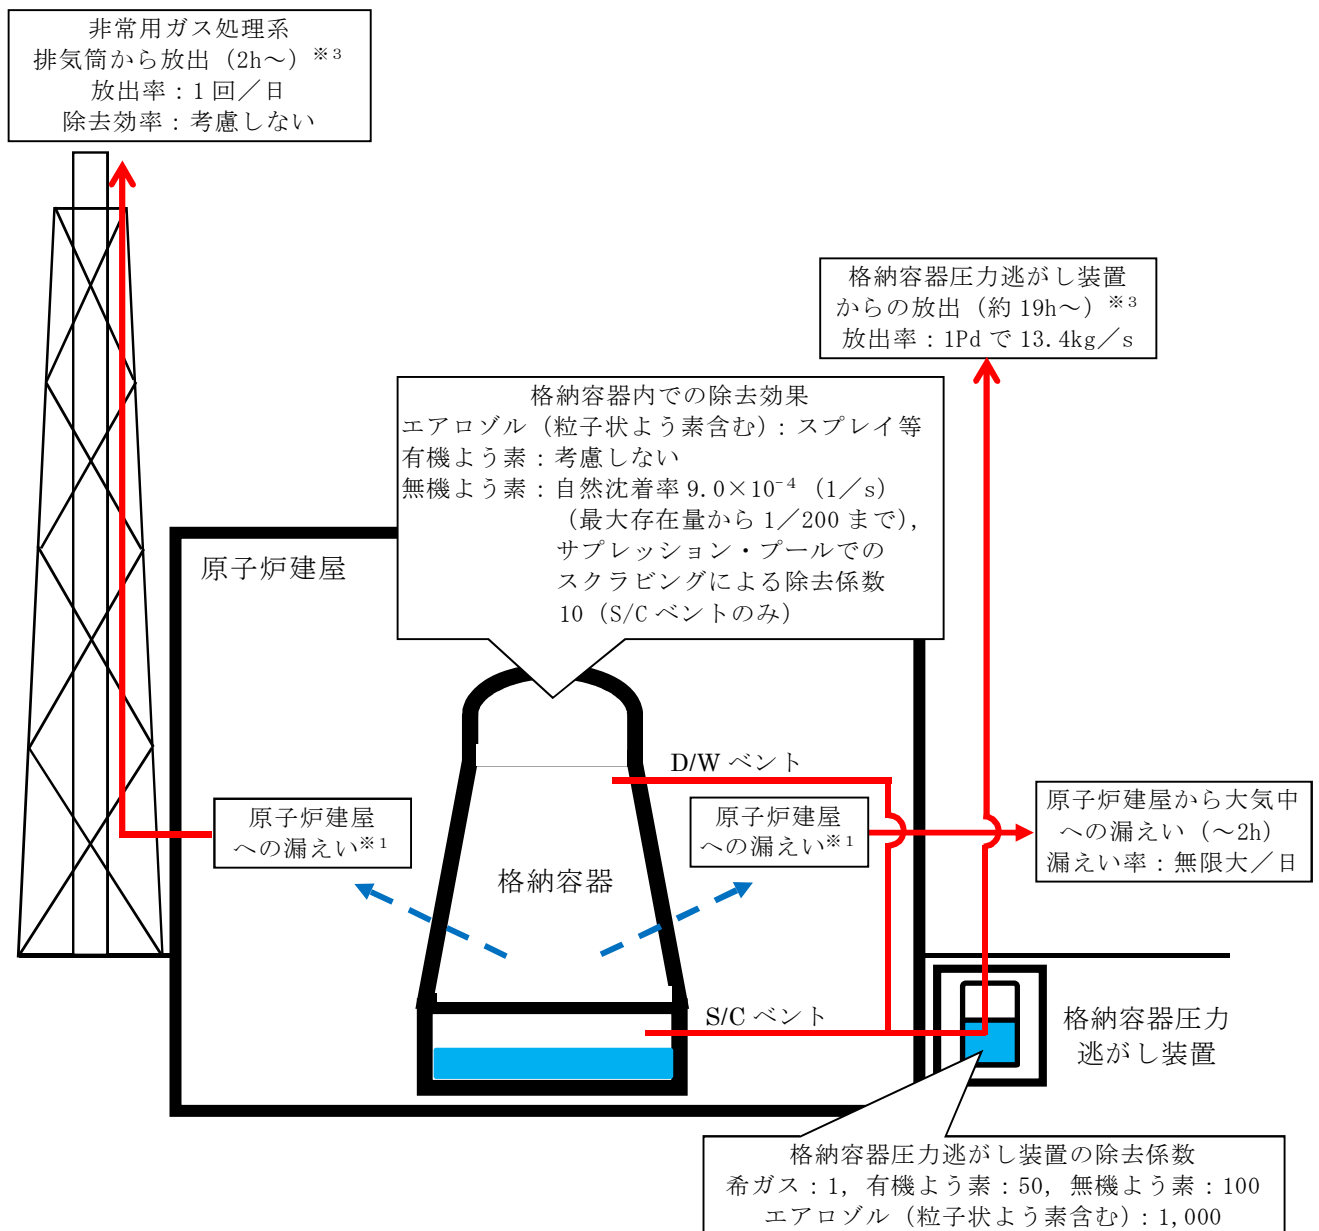 非常用ガス処理系
排気筒から放出（2h～）※3
放出率：1回／日
除去効率：考慮しない
格納容器圧力逃がし装置
からの放出（約19h～）※3
放出率：1Pdで13.4kg／s
格納容器内での除去効果
エアロゾル（粒子状よう素含む）：スプレイ等
有機よう素：考慮しない
無機よう素：自然沈着率9.0×10⁻⁴（1／s）
（最大存在量から1／200まで），
サプレッション・プールでの
スクラビングによる除去係数
10（S/Cベントのみ）
原子炉建屋
D/Wベント
原子炉建屋
への漏えい※1
原子炉建屋
への漏えい※1
原子炉建屋から大気中
への漏えい（～2h）
漏えい率：無限大／日
格納容器
S/Cベント
格納容器圧力
逃がし装置
格納容器圧力逃がし装置の除去係数
希ガス：1，有機よう素：50，無機よう素：100
エアロゾル（粒子状よう素含む）：1,000